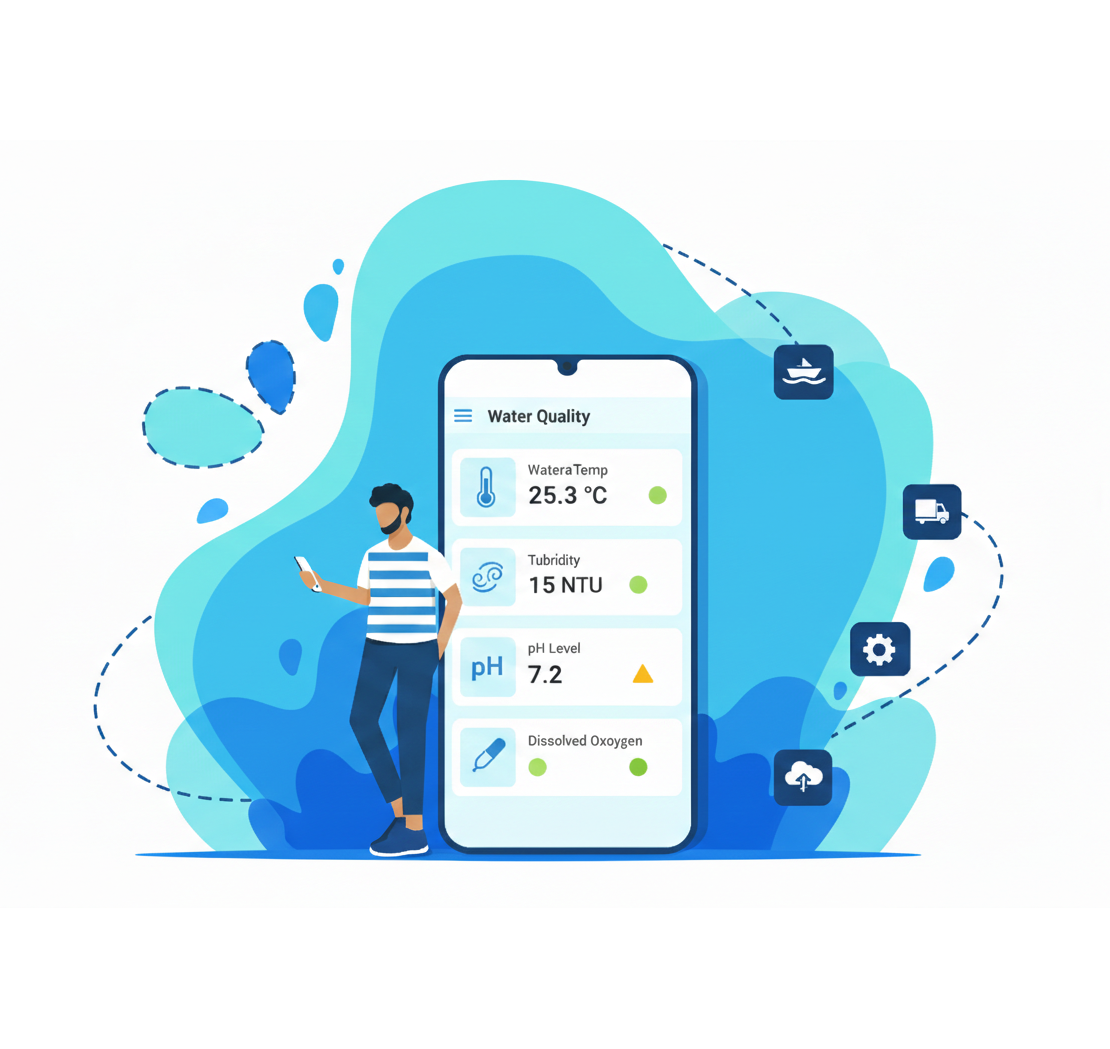 Water Quality
WateraTemp
25.3 °C
Tubridity
15 NTU
pH
pH Level
7.2
Dissolved Oxoygen